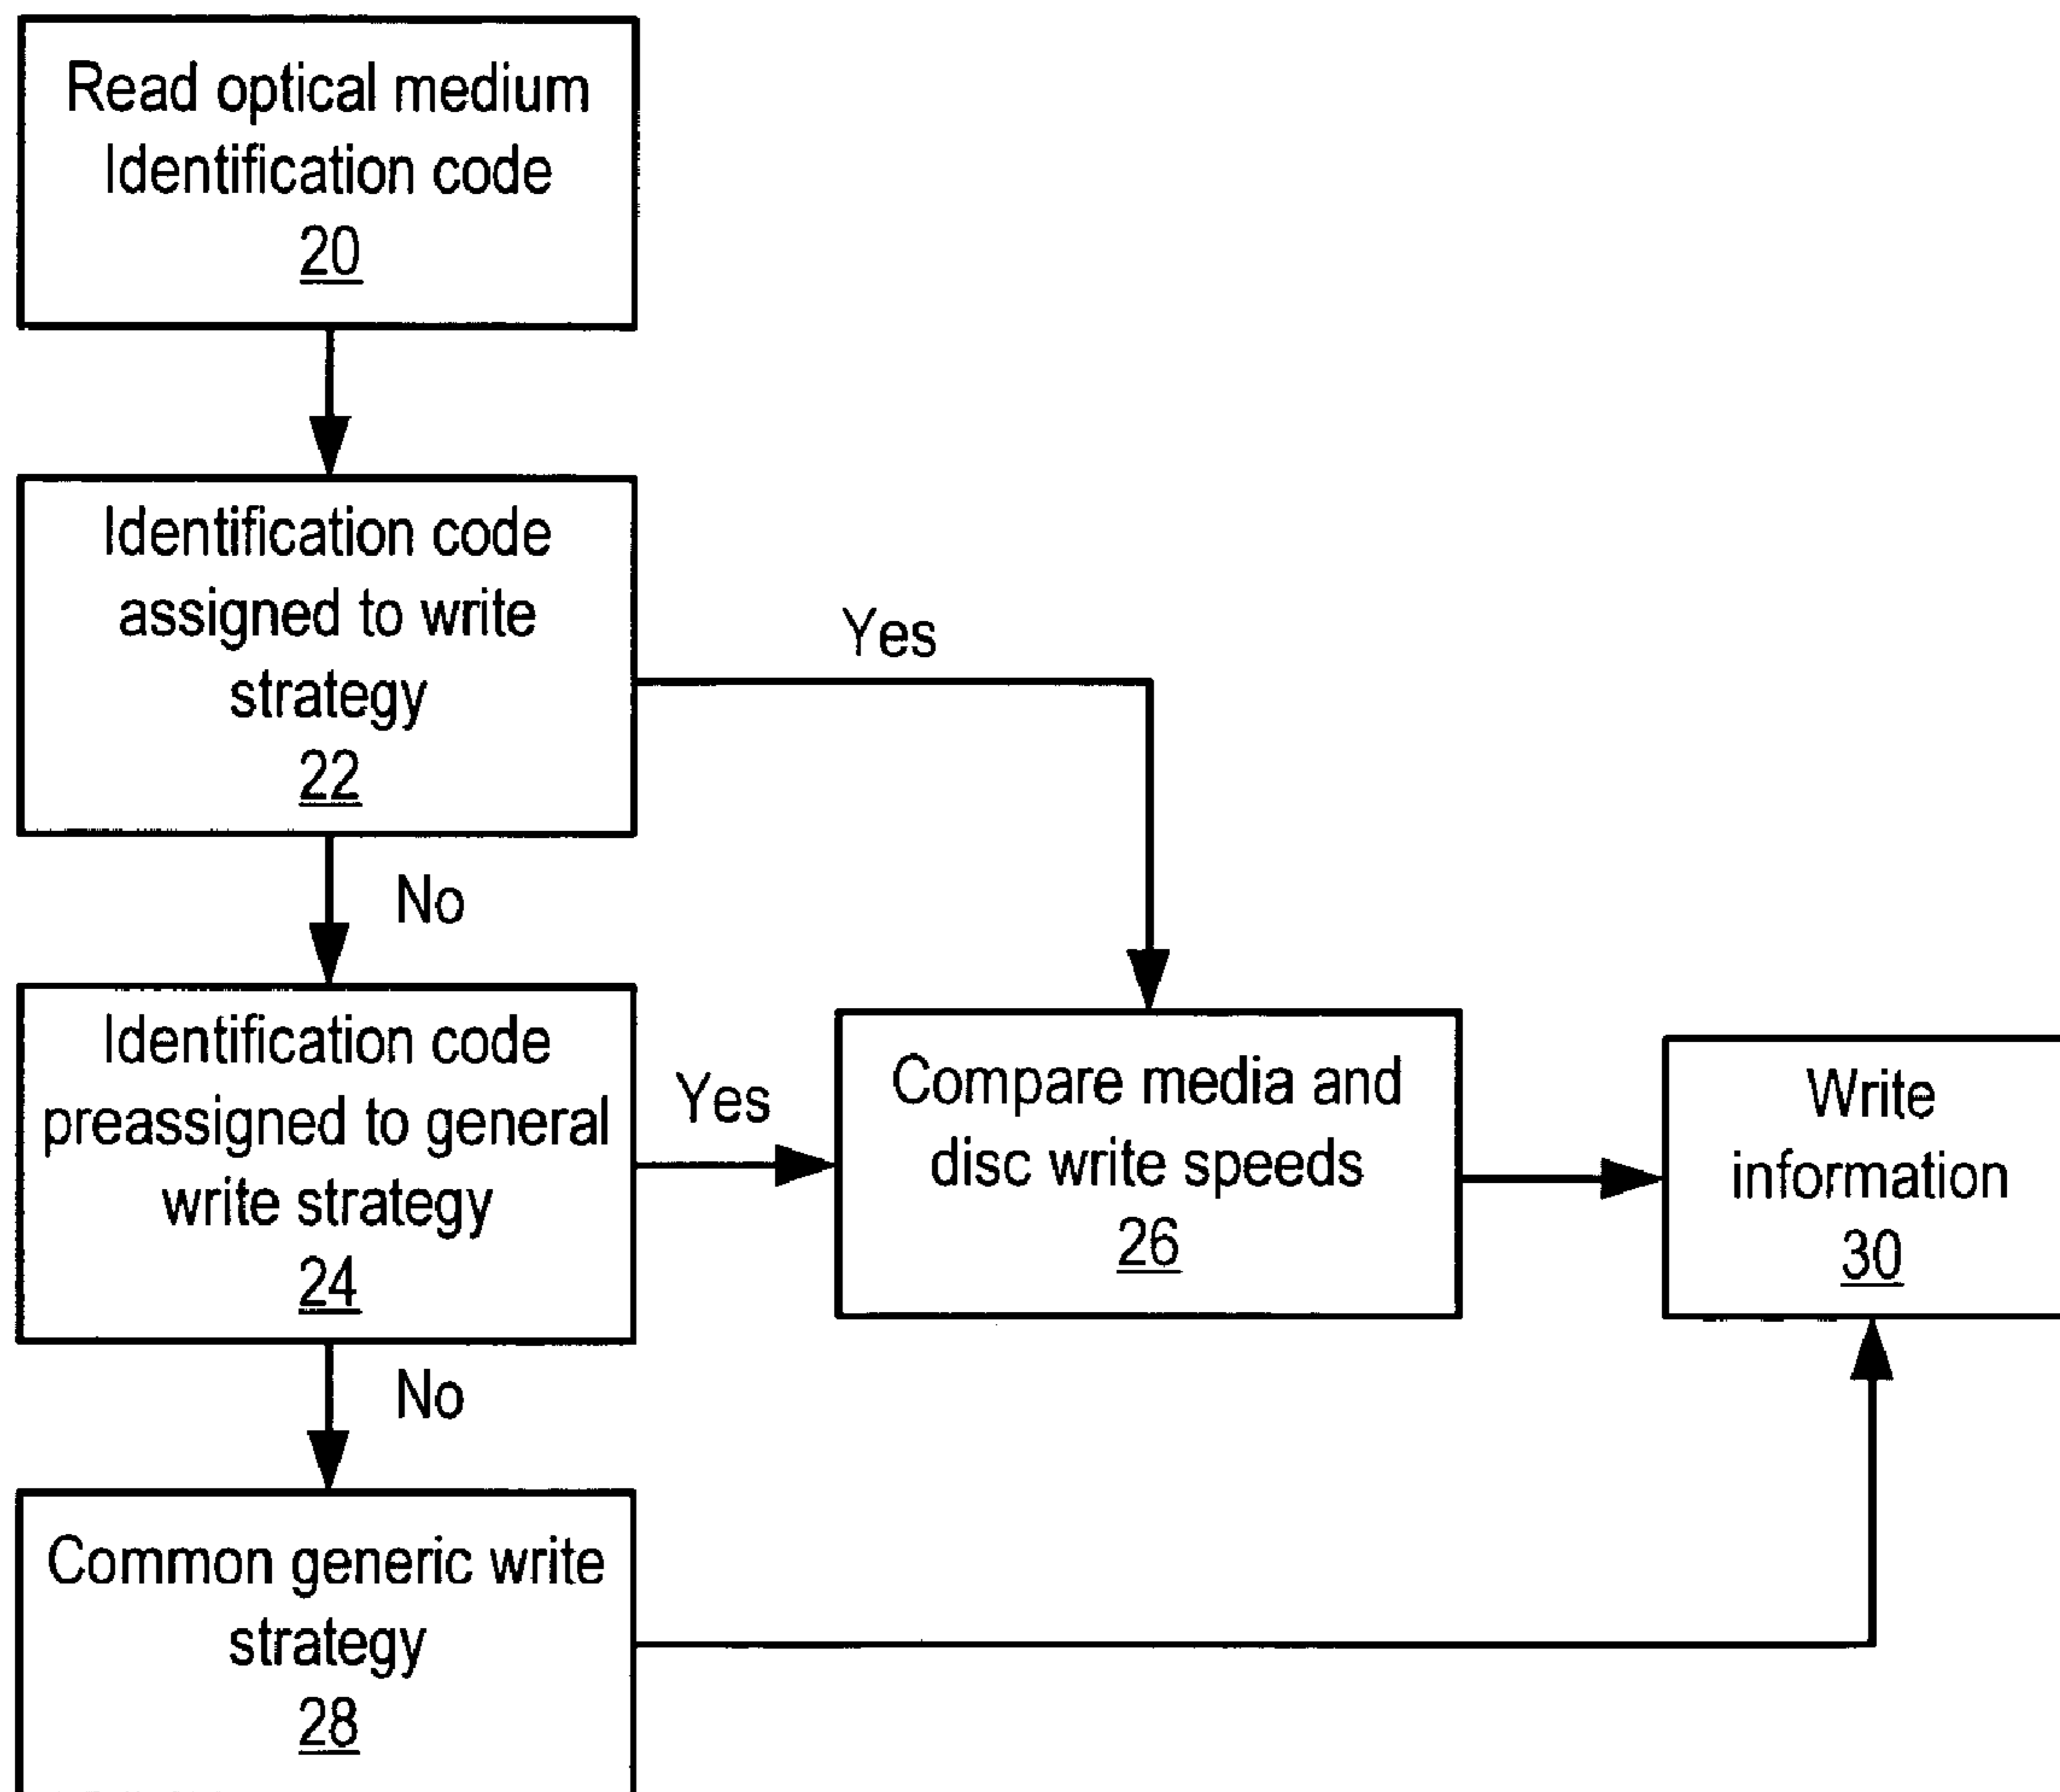 Read optical medium
Identification code
20
Identification code
assigned to write
strategy
22
Yes
No
Identification code
preassigned to general
write strategy
24
Yes
Compare media and
disc write speeds
26
Write
information
30
No
Common generic write
strategy
28